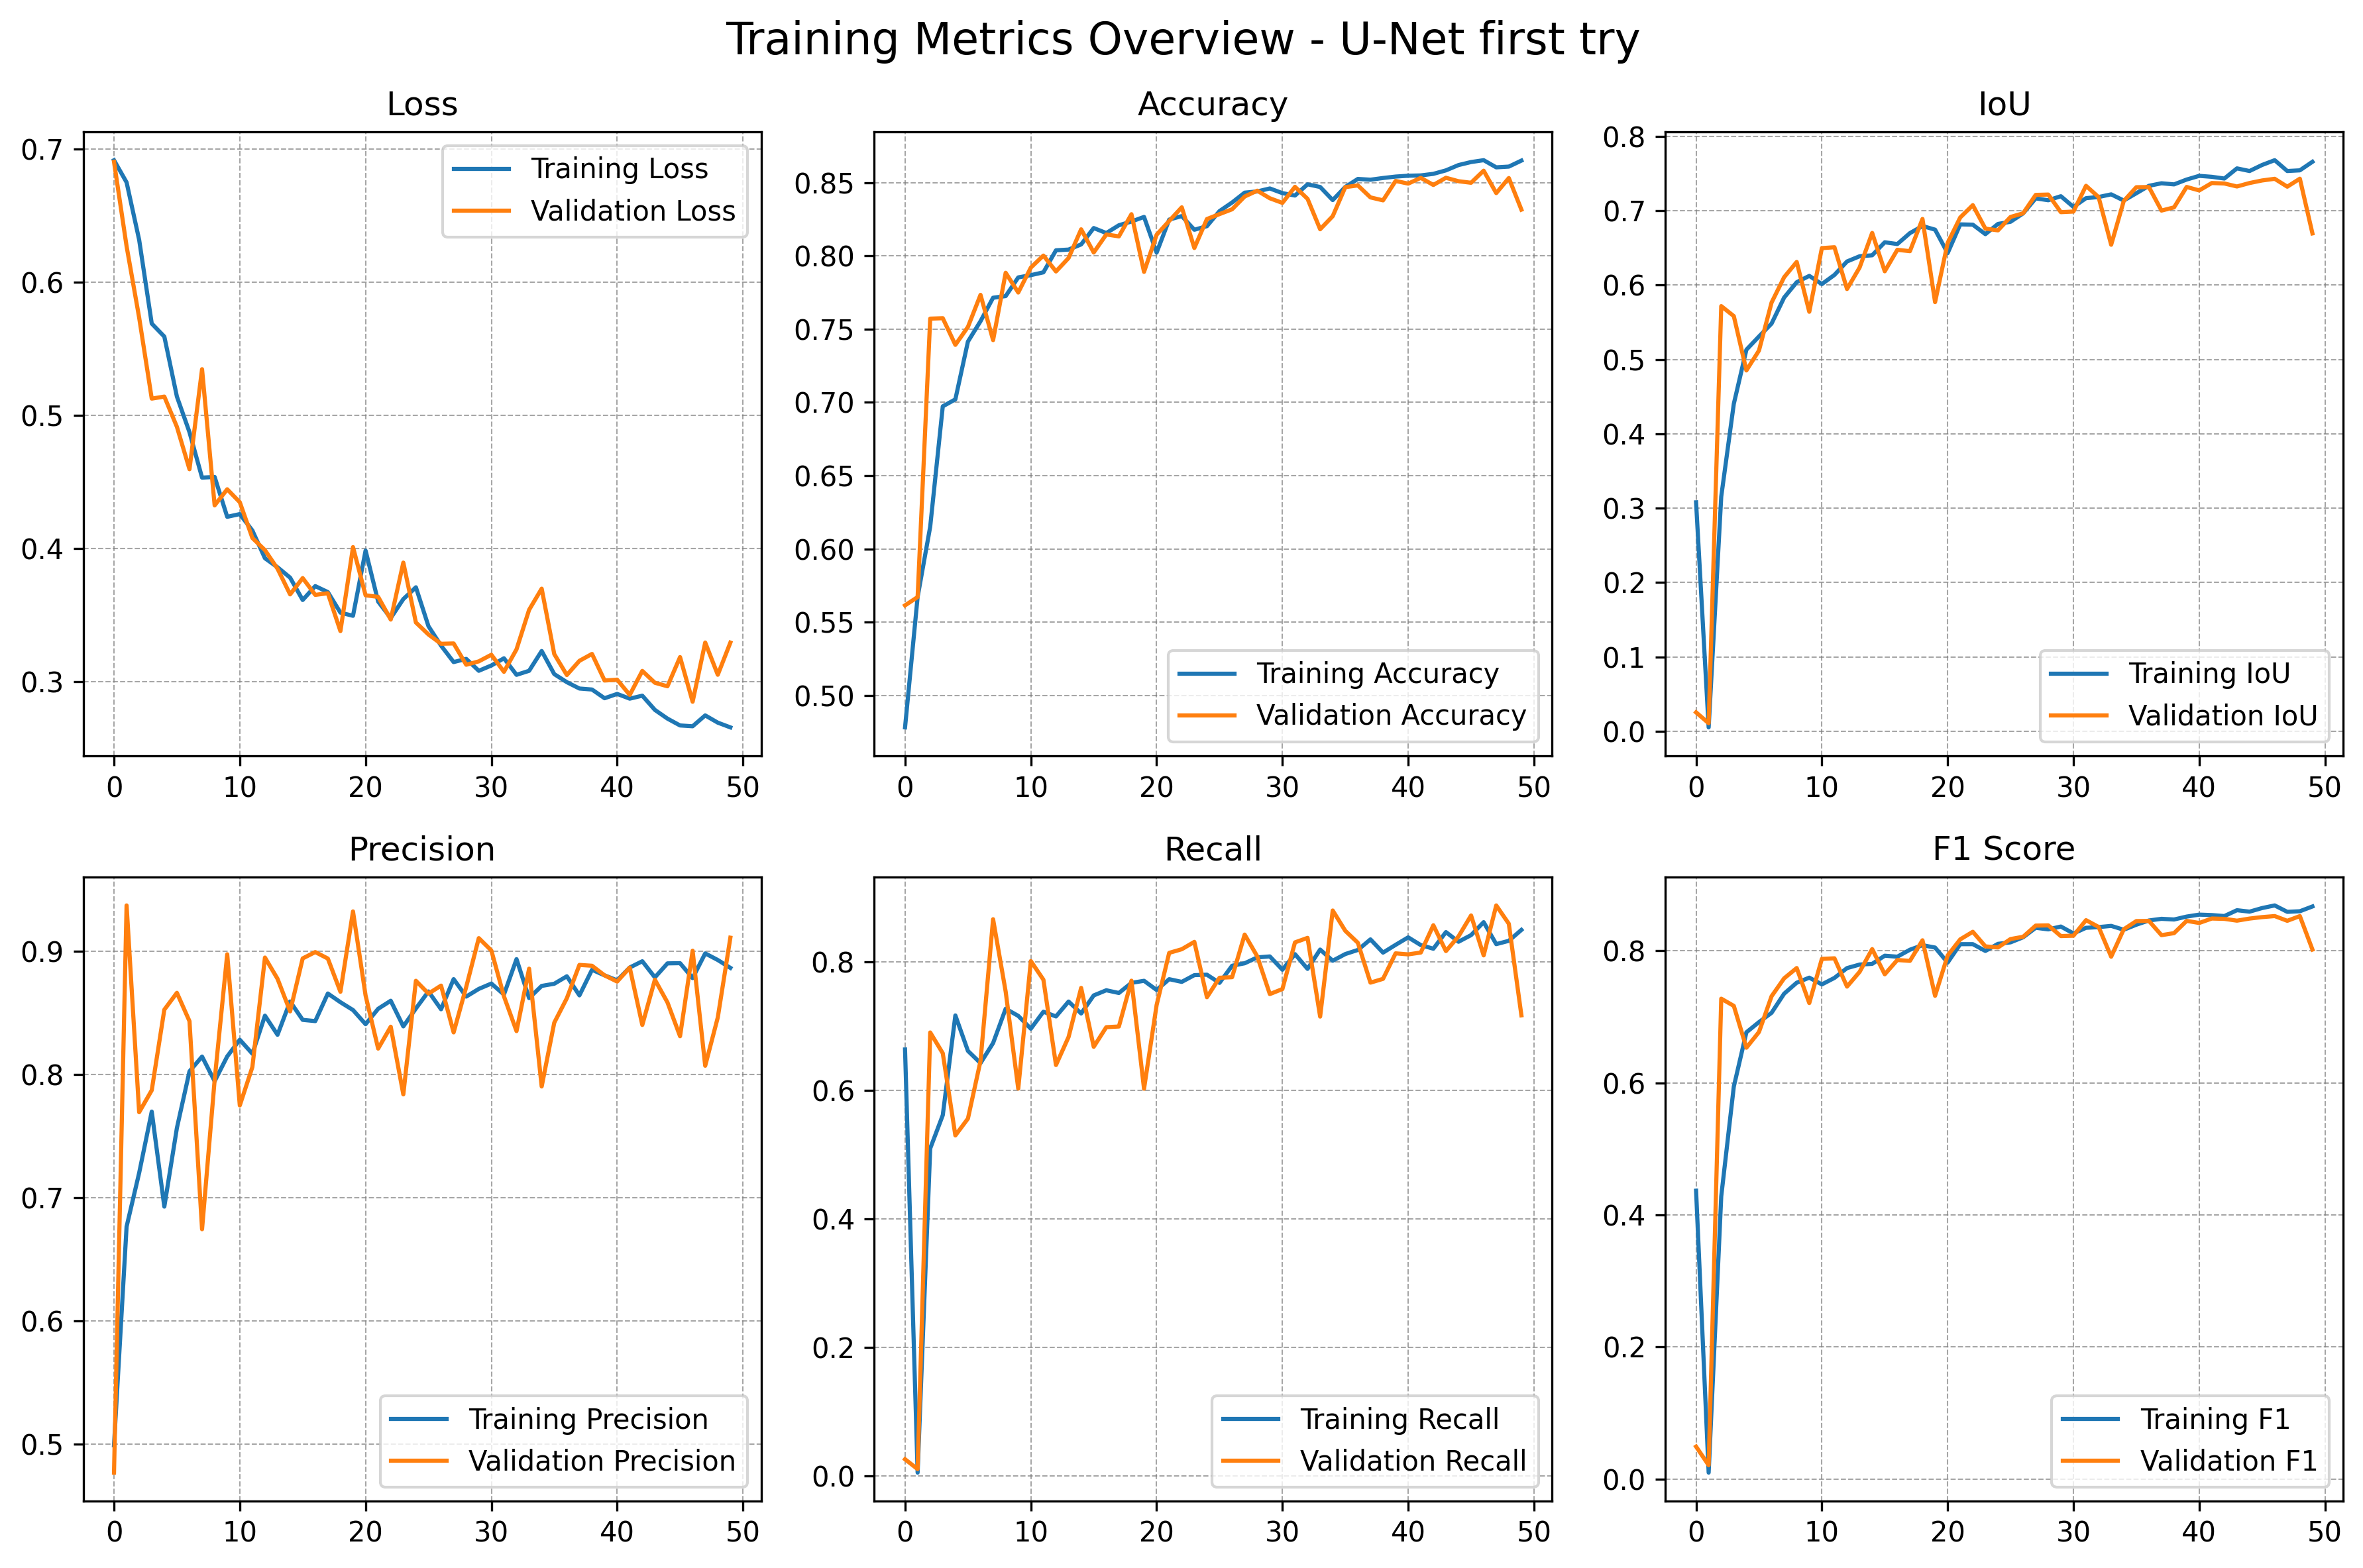 Training Metrics Overview - U-Net first try
Loss
0.7
0.6
0.5
0.4
0.3
0 10 20 30 40 50
Training Loss
Validation Loss
Accuracy
0.85
0.80
0.75
0.70
0.65
0.60
0.55
0.50
0 10 20 30 40 50
Training Accuracy
Validation Accuracy
IoU
0.8
0.7
0.6
0.5
0.4
0.3
0.2
0.1
0.0
0 10 20 30 40 50
Training IoU
Validation IoU
Precision
0.9
0.8
0.7
0.6
0.5
0 10 20 30 40 50
Training Precision
Validation Precision
Recall
0.8
0.6
0.4
0.2
0.0
0 10 20 30 40 50
Training Recall
Validation Recall
F1 Score
0.8
0.6
0.4
0.2
0.0
0 10 20 30 40 50
Training F1
Validation F1